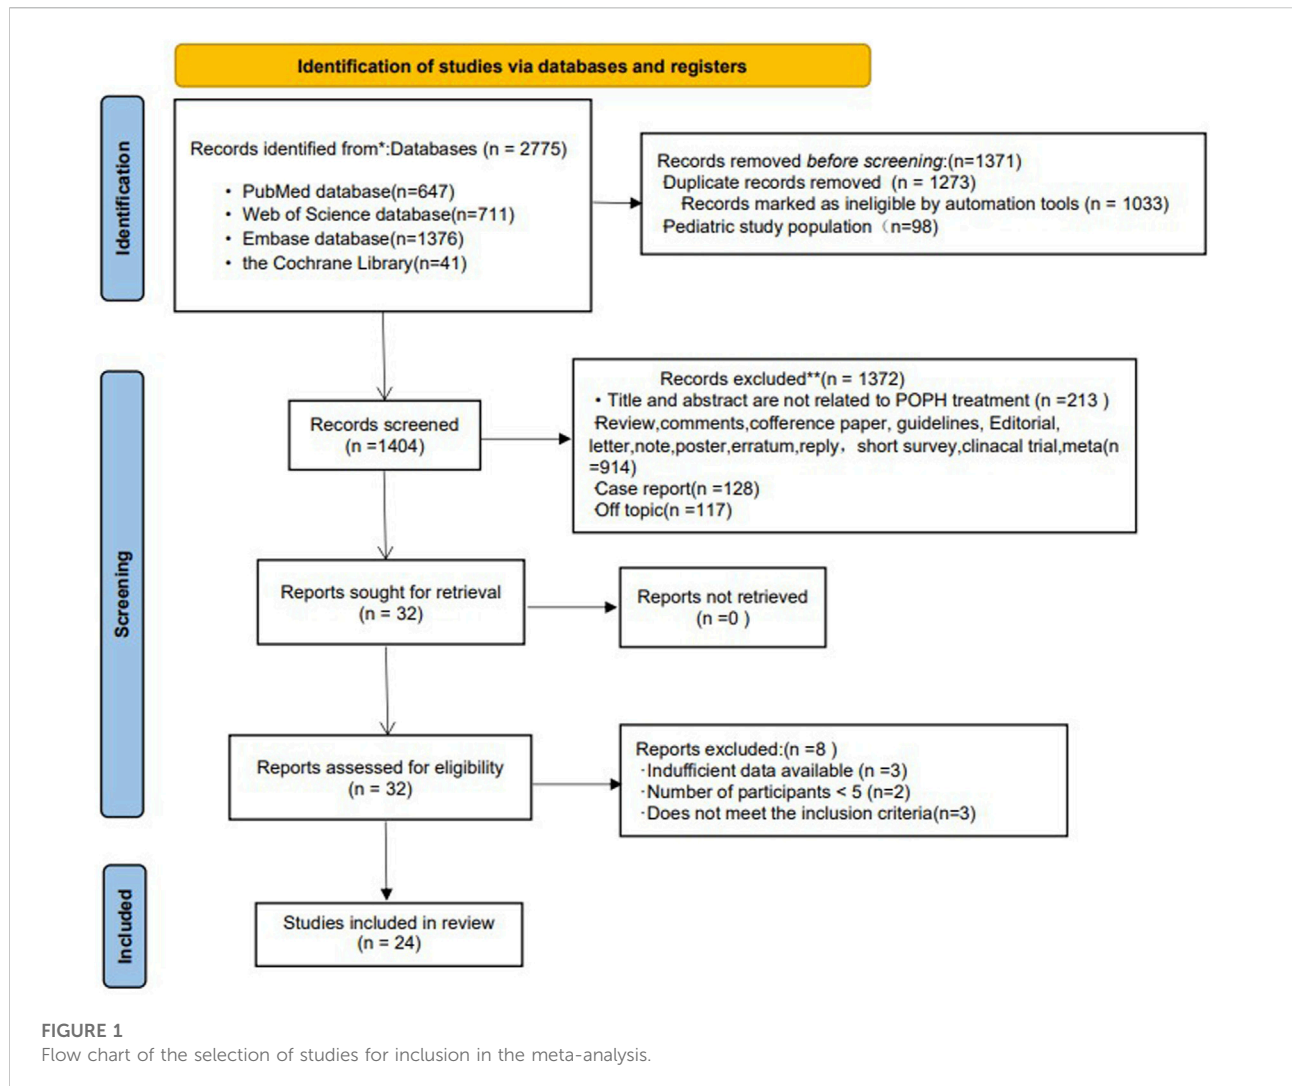 Identification of studies via databases and registers
Identification
Records identified from*:Databases (n = 2775)
• PubMed database(n=647)
• Web of Science database(n=711)
• Embase database(n=1376)
• the Cochrane Library(n=41)
Records removed before screening:(n=1371)
Duplicate records removed (n = 1273)
Records marked as ineligible by automation tools (n = 1033)
Pediatric study population（n=98)
Screening
Records screened
(n =1404)
Records excluded**(n = 1372)
• Title and abstract are not related to POPH treatment (n =213 )
Review,comments,cofference paper, guidelines, Editorial,
letter,note,poster,erratum,reply， short survey,clinacal trial,meta(n
=914)
Case report(n =128)
Off topic(n =117)
Reports sought for retrieval
(n = 32)
Reports not retrieved
(n =0 )
Reports assessed for eligibility
(n = 32)
Reports excluded:(n =8 )
·Indufficient data available (n =3)
·Number of participants < 5 (n=2)
·Does not meet the inclusion criteria(n=3)
Included
Studies included in review
(n = 24)
FIGURE 1
Flow chart of the selection of studies for inclusion in the meta-analysis.